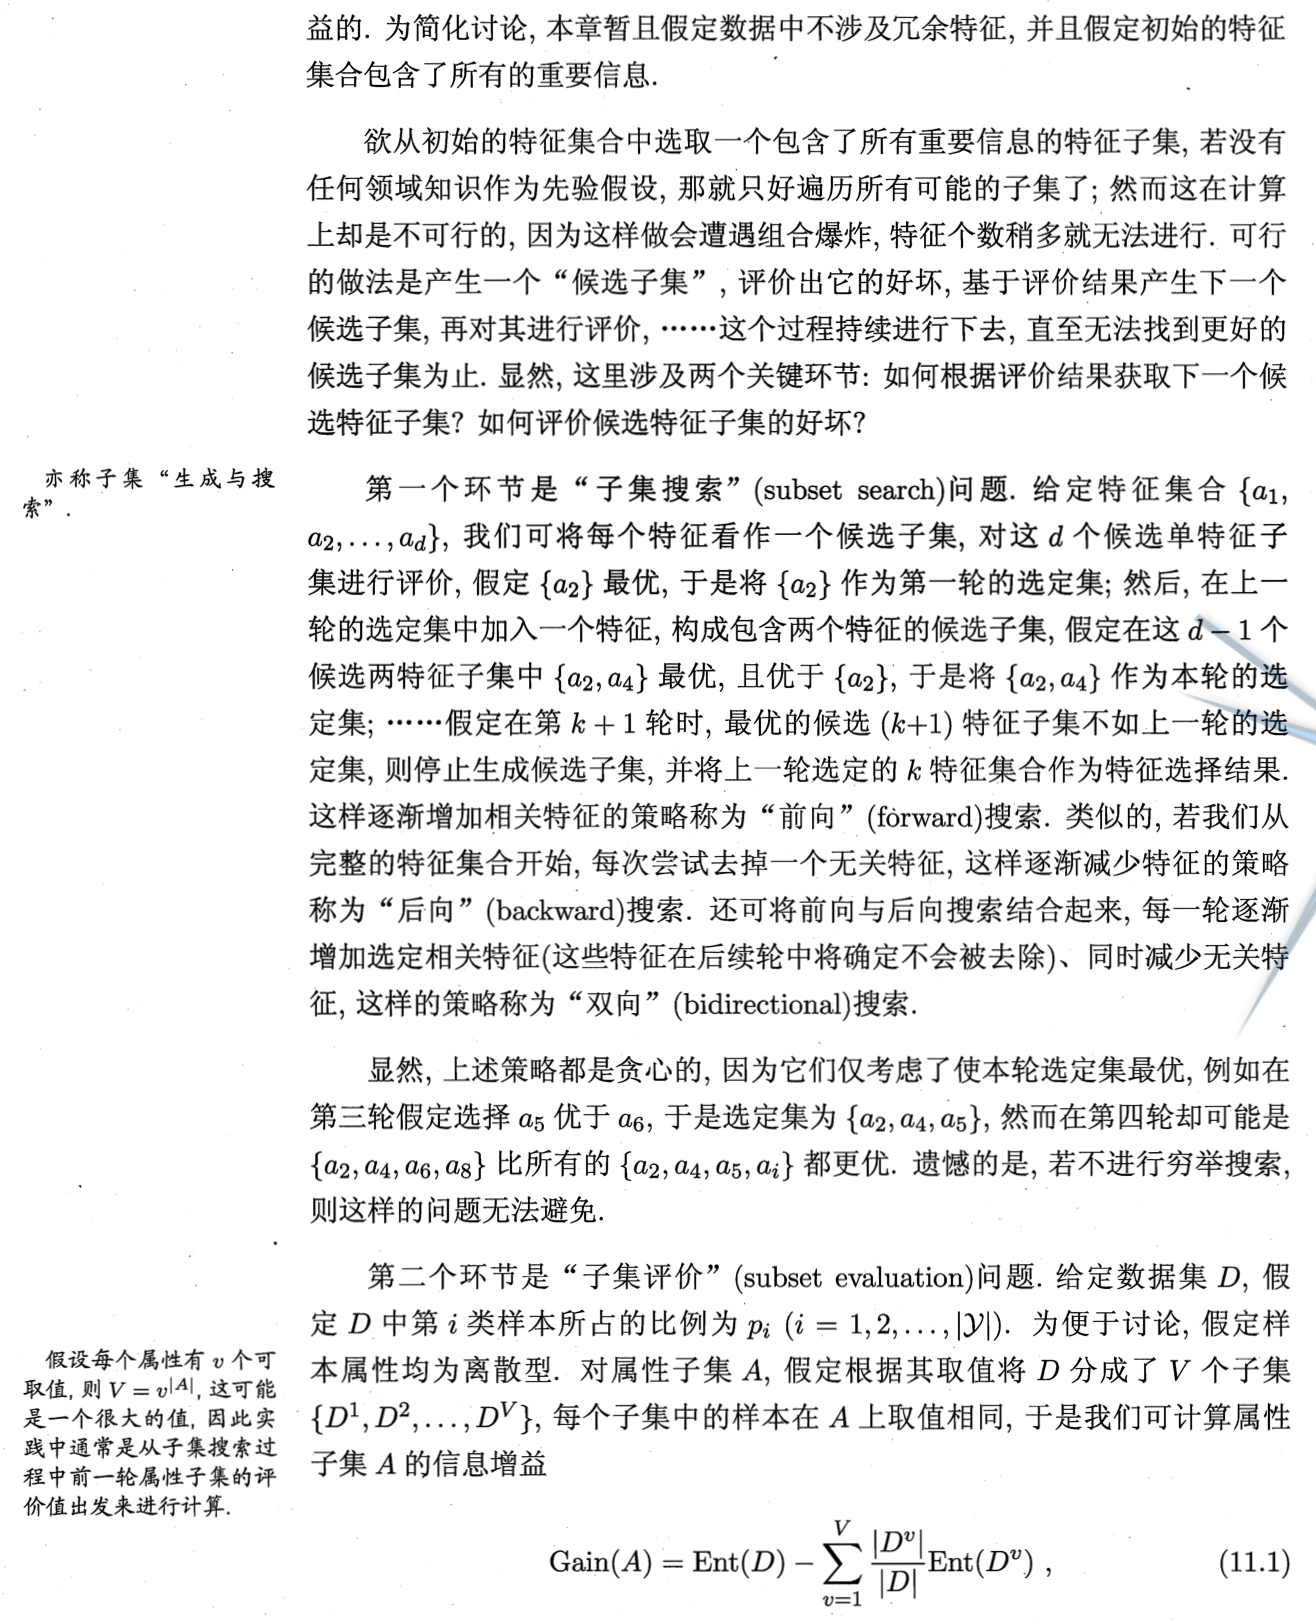 益的. 为简化讨论, 本章暂且假定数据中不涉及冗余特征, 并且假定初始的特征
集合包含了所有的重要信息.
欲从初始的特征集合中选取一个包含了所有重要信息的特征子集, 若没有
任何领域知识作为先验假设, 那就只好遍历所有可能的子集了; 然而这在计算
上却是不可行的, 因为这样做会遭遇组合爆炸, 特征个数稍多就无法进行. 可行
的做法是产生一个“候选子集”, 评价出它的好坏, 基于评价结果产生下一个
候选子集, 再对其进行评价, ……这个过程持续进行下去, 直至无法找到更好的
候选子集为止. 显然, 这里涉及两个关键环节: 如何根据评价结果获取下一个候
选特征子集? 如何评价候选特征子集的好坏?
亦称子集“生成与搜
索”.
第一个环节是“子集搜索”(subset search)问题. 给定特征集合 {a₁,
a₂,...,a_d}, 我们可将每个特征看作一个候选子集, 对这 d 个候选单特征子
集进行评价, 假定 {a₂} 最优, 于是将 {a₂} 作为第一轮的选定集; 然后, 在上一
轮的选定集中加入一个特征, 构成包含两个特征的候选子集, 假定在这 d – 1 个
候选两特征子集中 {a₂, a₄} 最优, 且优于 {a₂}, 于是将 {a₂, a₄} 作为本轮的选
定集; ……假定在第 k + 1 轮时, 最优的候选 (k+1) 特征子集不如上一轮的选
定集, 则停止生成候选子集, 并将上一轮选定的 k 特征集合作为特征选择结果.
这样逐渐增加相关特征的策略称为“前向”(forward)搜索. 类似的, 若我们从
完整的特征集合开始, 每次尝试去掉一个无关特征, 这样逐渐减少特征的策略
称为“后向”(backward)搜索. 还可将前向与后向搜索结合起来, 每一轮逐渐
增加选定相关特征(这些特征在后续轮中将确定不会被去除)、同时减少无关特
征, 这样的策略称为“双向”(bidirectional)搜索.
显然, 上述策略都是贪心的, 因为它们仅考虑了使本轮选定集最优, 例如在
第三轮假定选择 a₅ 优于 a₆, 于是选定集为 {a₂, a₄, a₅}, 然而在第四轮却可能是
{a₂, a₄, a₆, a₈} 比所有的 {a₂, a₄, a₅, aᵢ} 都更优. 遗憾的是, 若不进行穷举搜索,
则这样的问题无法避免.
第二个环节是“子集评价”(subset evaluation)问题. 给定数据集 D, 假
定 D 中第 i 类样本所占的比例为 pᵢ (i = 1, 2, ..., |𝒴|). 为便于讨论, 假定样
本属性均为离散型. 对属性子集 A, 假定根据其取值将 D 分成了 V 个子集
{D¹, D²,..., D^V}, 每个子集中的样本在 A 上取值相同, 于是我们可计算属性
子集 A 的信息增益
假设每个属性有 v 个可
取值, 则 V = v^|A|, 这可能
是一个很大的值, 因此实
践中通常是从子集搜索过
程中前一轮属性子集的评
价值出发来进行计算.
Gain(A) = Ent(D) − ∑_{v=1}^{V} |D^v|/|D| Ent(D^v) , (11.1)